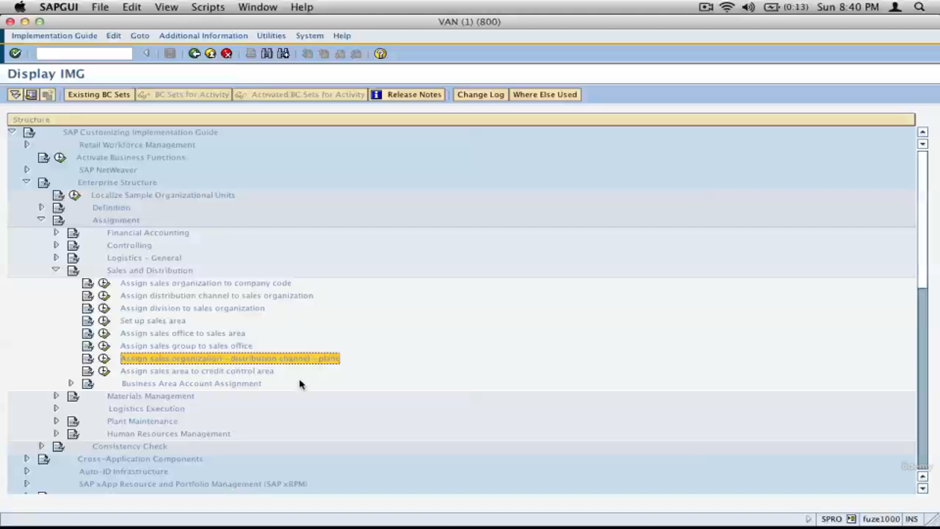 SAPGUI File Edit View Scripts Window Help (0:13) Sun 8:40 PM
VAN (1) (800)
Implementation Guide Edit Goto Additional Information Utilities System Help
Display IMG
Existing BC Sets BC Sets for Activity Activated BC Sets for Activity i Release Notes Change Log Where Else Used
Structure
SAP Customizing Implementation Guide
Retail Workforce Management
Activate Business Functions
SAP NetWeaver
Enterprise Structure
Localize Sample Organizational Units
Definition
Assignment
Financial Accounting
Controlling
Logistics - General
Sales and Distribution
Assign sales organization to company code
Assign distribution channel to sales organization
Assign division to sales organization
Set up sales area
Assign sales office to sales area
Assign sales group to sales office
Assign sales organization - distribution channel - plant
Assign sales area to credit control area
Business Area Account Assignment
Materials Management
Logistics Execution
Plant Maintenance
Human Resources Management
Consistency Check
Cross-Application Components
Auto-ID Infrastructure
SAP xApp Resource and Portfolio Management (SAP xRPM)
udemy
SPRO fuze1000 INS